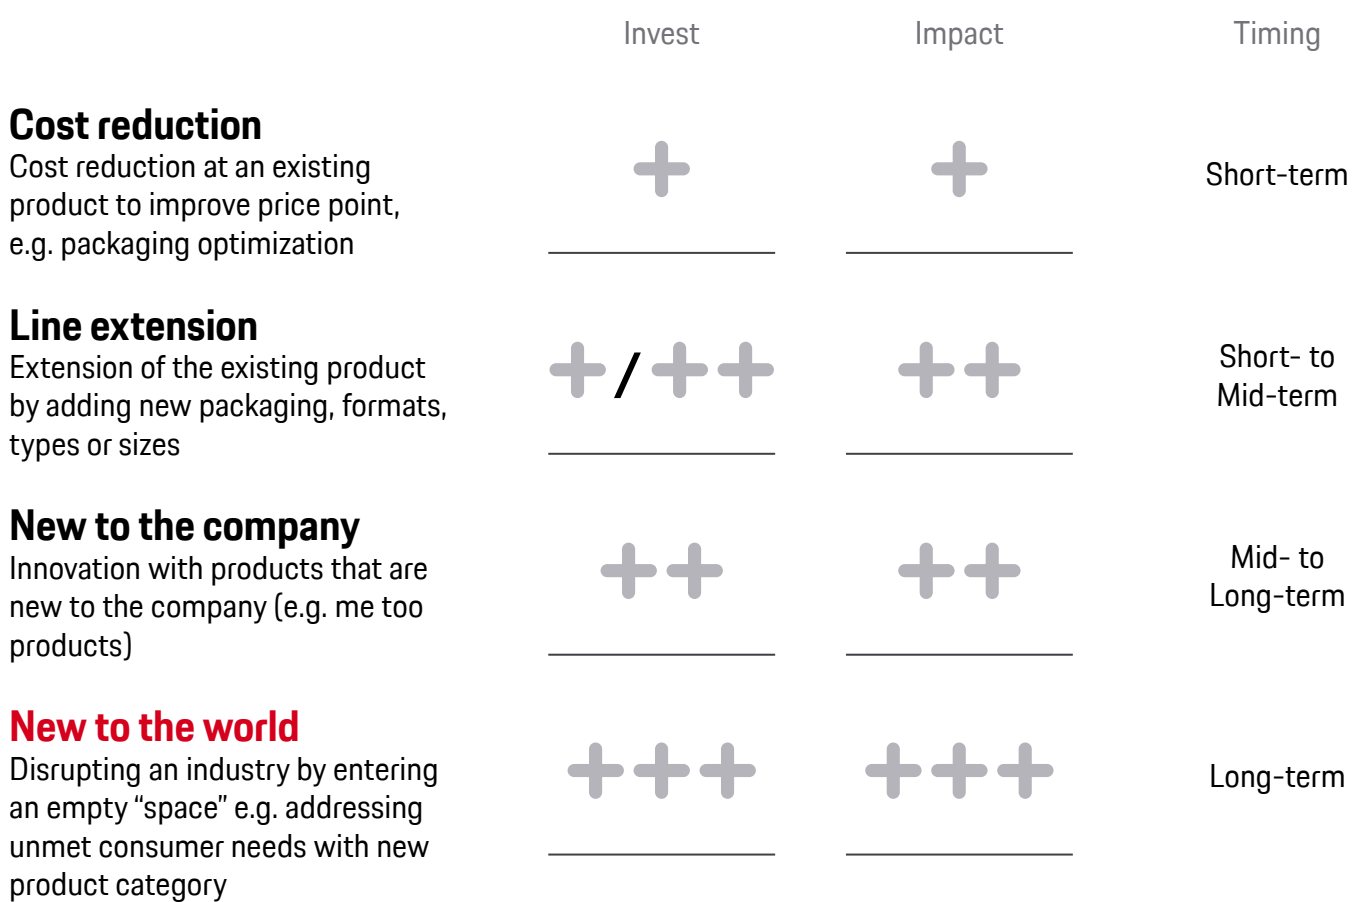 Invest Impact Timing
Cost reduction
Cost reduction at an existing
product to improve price point,
e.g. packaging optimization
+ + Short-term
Line extension
Extension of the existing product
by adding new packaging, formats,
types or sizes
+/++ ++ Short- to
Mid-term
New to the company
Innovation with products that are
new to the company (e.g. me too
products)
++ ++ Mid- to
Long-term
New to the world
Disrupting an industry by entering
an empty “space” e.g. addressing
unmet consumer needs with new
product category
+++ +++ Long-term